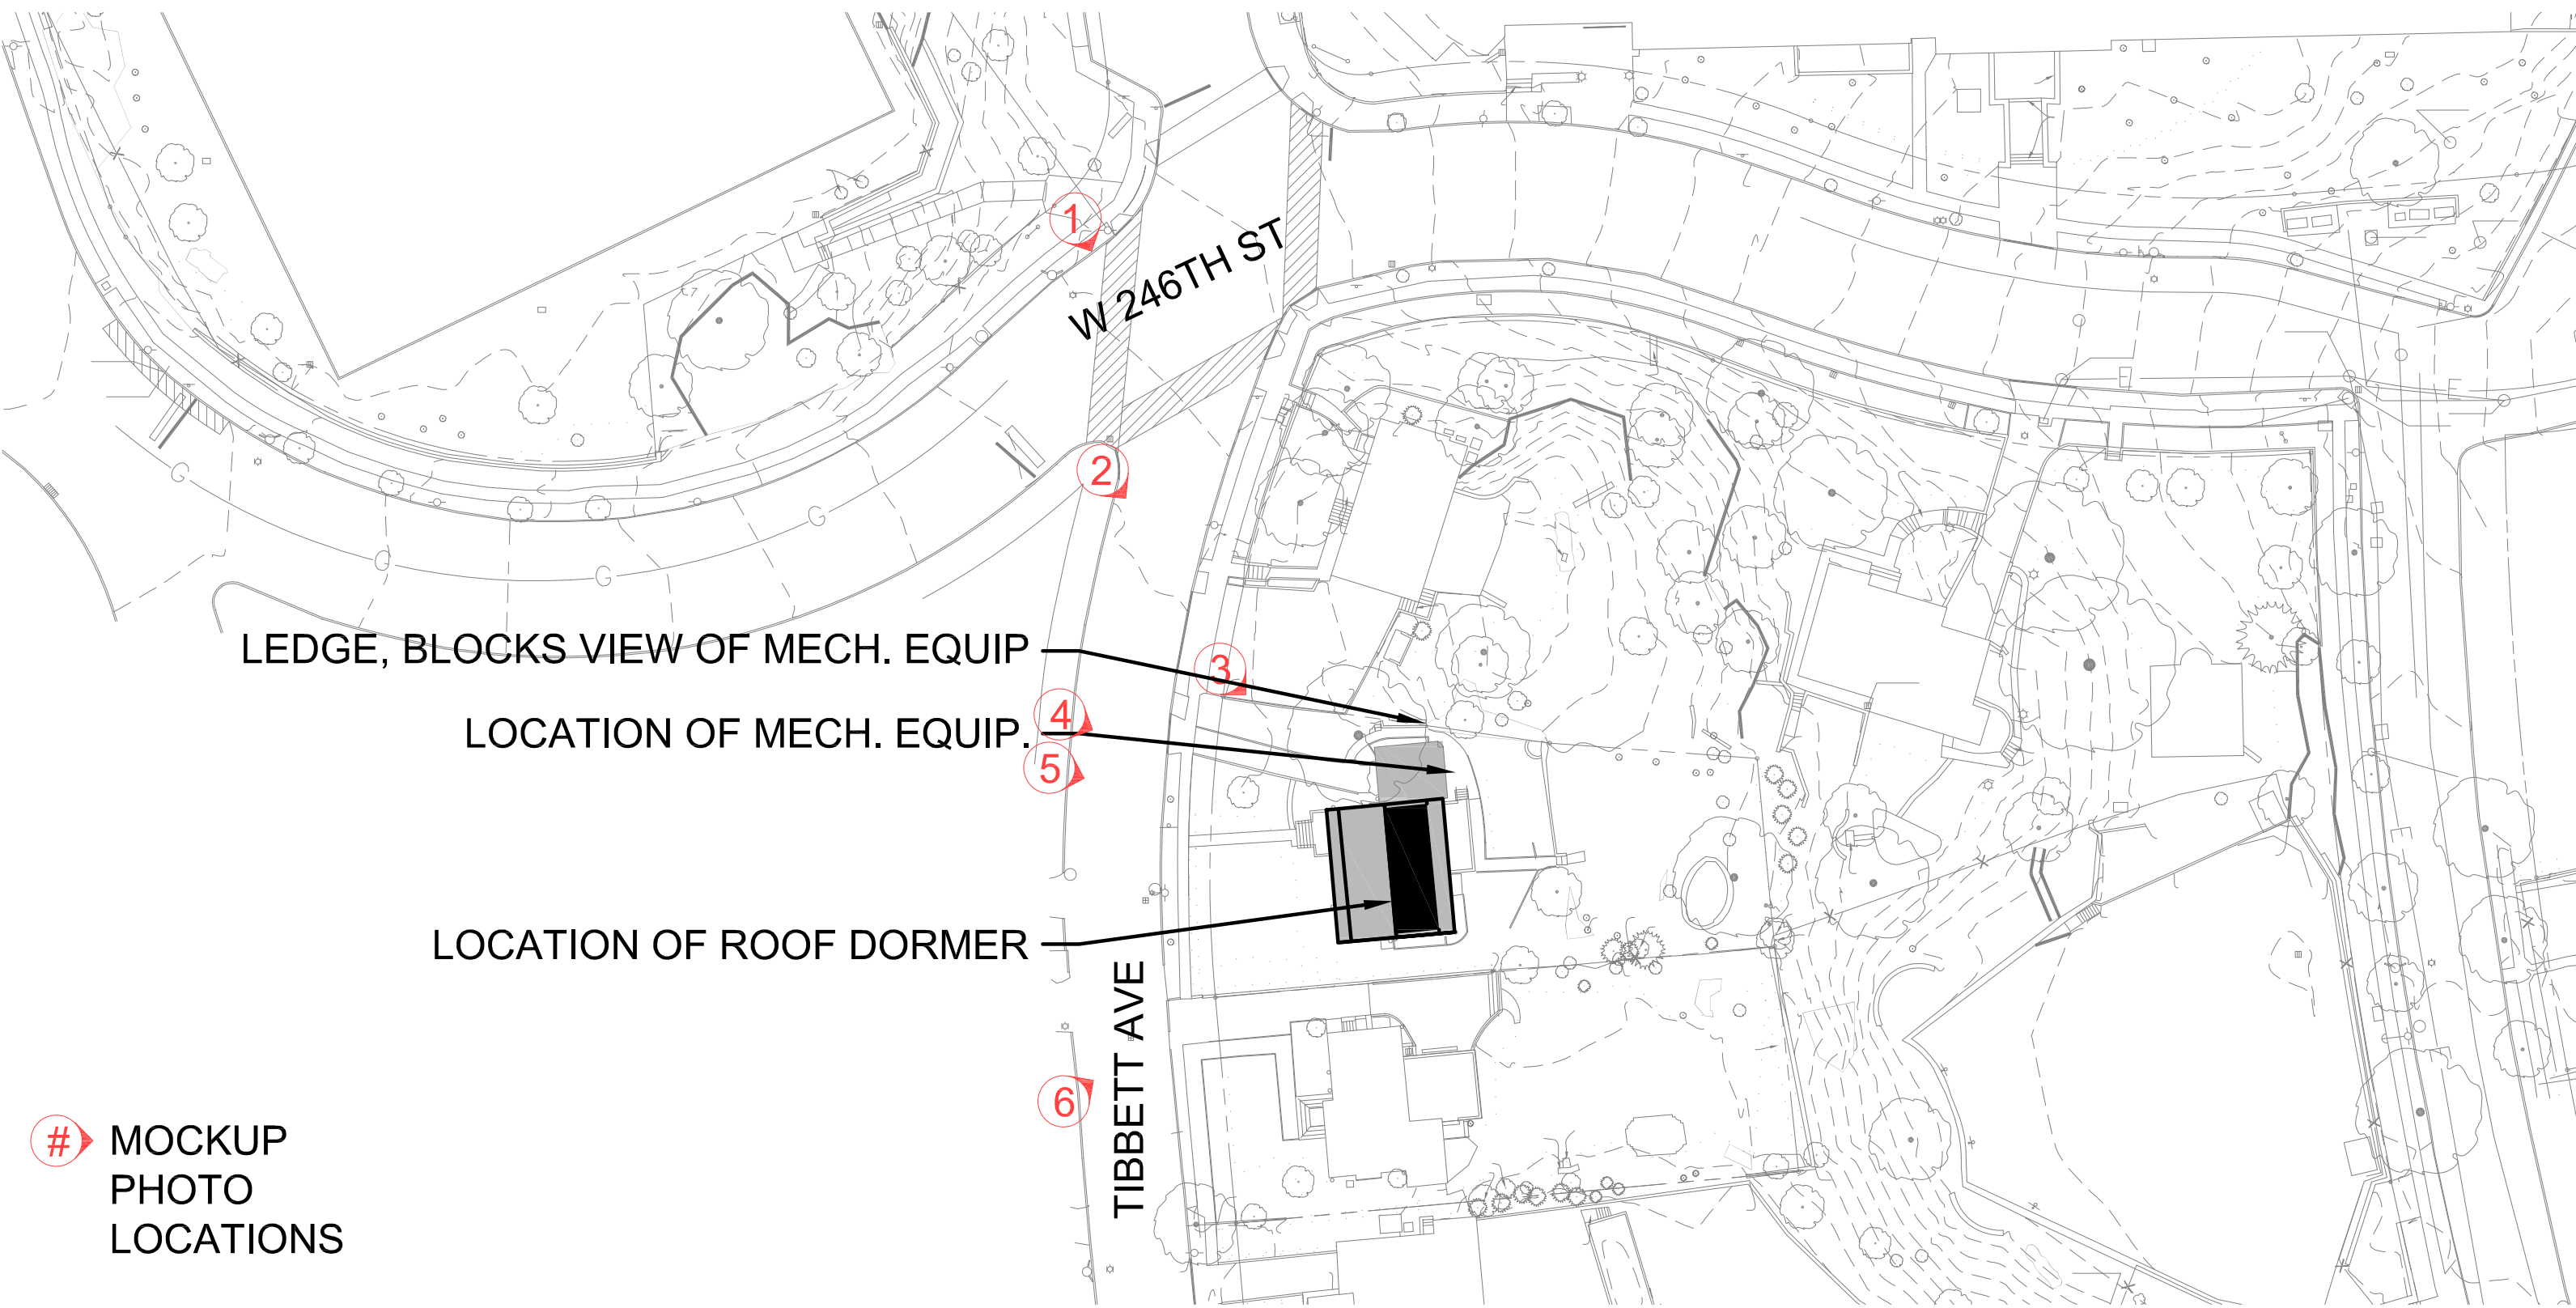 1
W 246TH ST
2
G
G
G
G
LEDGE, BLOCKS VIEW OF MECH. EQUIP
3
4
LOCATION OF MECH. EQUIP.
5
LOCATION OF ROOF DORMER
TIBBETT AVE
6
# MOCKUP
PHOTO
LOCATIONS